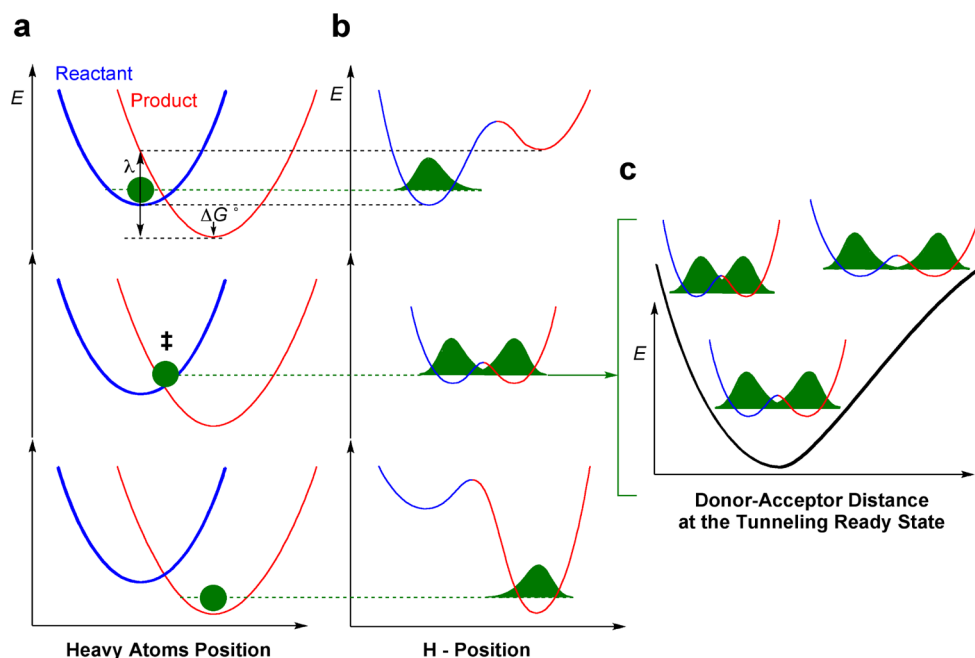 a
b
Reactant
Product
E
E
λ
ΔG°
c
‡
E
Donor-Acceptor Distance
at the Tunneling Ready State
Heavy Atoms Position
H - Position